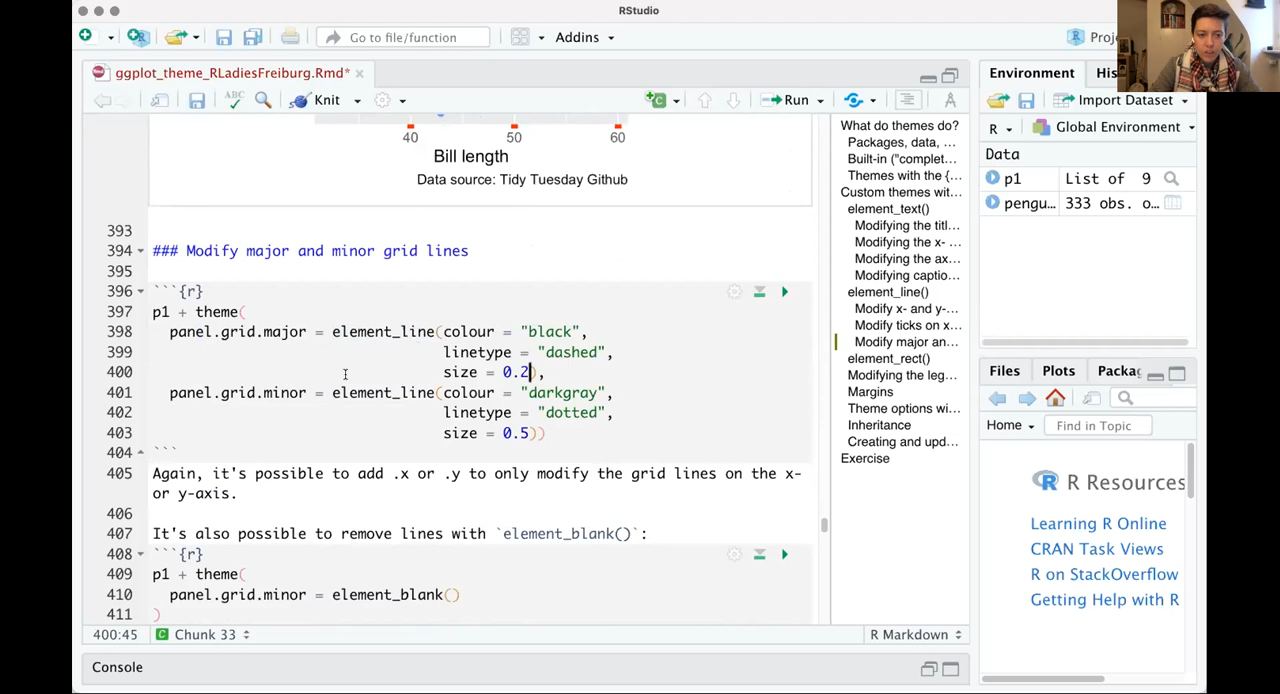 RStudio
Go to file/function
Addins
Proje
ggplot_theme_RLadiesFreiburg.Rmd*
Environment
His
ABC
Knit
Run
Import Dataset
R
Global Environment
Data
p1
List of 9
pengu…
333 obs. o…
40
50
60
Bill length
Data source: Tidy Tuesday Github
393
394 ### Modify major and minor grid lines
395
396 ```{r}
397 p1 + theme(
398 panel.grid.major = element_line(colour = "black",
399 linetype = "dashed",
400 size = 0.2),
401 panel.grid.minor = element_line(colour = "darkgray",
402 linetype = "dotted",
403 size = 0.5))
404 ```
405 Again, it's possible to add .x or .y to only modify the grid lines on the x-
or y-axis.
406
407 It's also possible to remove lines with `element_blank()`:
408 ```{r}
409 p1 + theme(
410 panel.grid.minor = element_blank()
411 )
400:45
Chunk 33
R Markdown
Console
What do themes do?
Packages, data, …
Built-in ("complet…
Themes with the {…
Custom themes wit…
element_text()
Modifying the titl…
Modifying the x- …
Modifying the ax…
Modifying captio…
element_line()
Modify x- and y-…
Modify ticks on x…
Modify major an…
element_rect()
Modifying the leg…
Margins
Theme options wi…
Inheritance
Creating and upd…
Exercise
Files
Plots
Packag
Home
Find in Topic
R Resources
Learning R Online
CRAN Task Views
R on StackOverflow
Getting Help with R